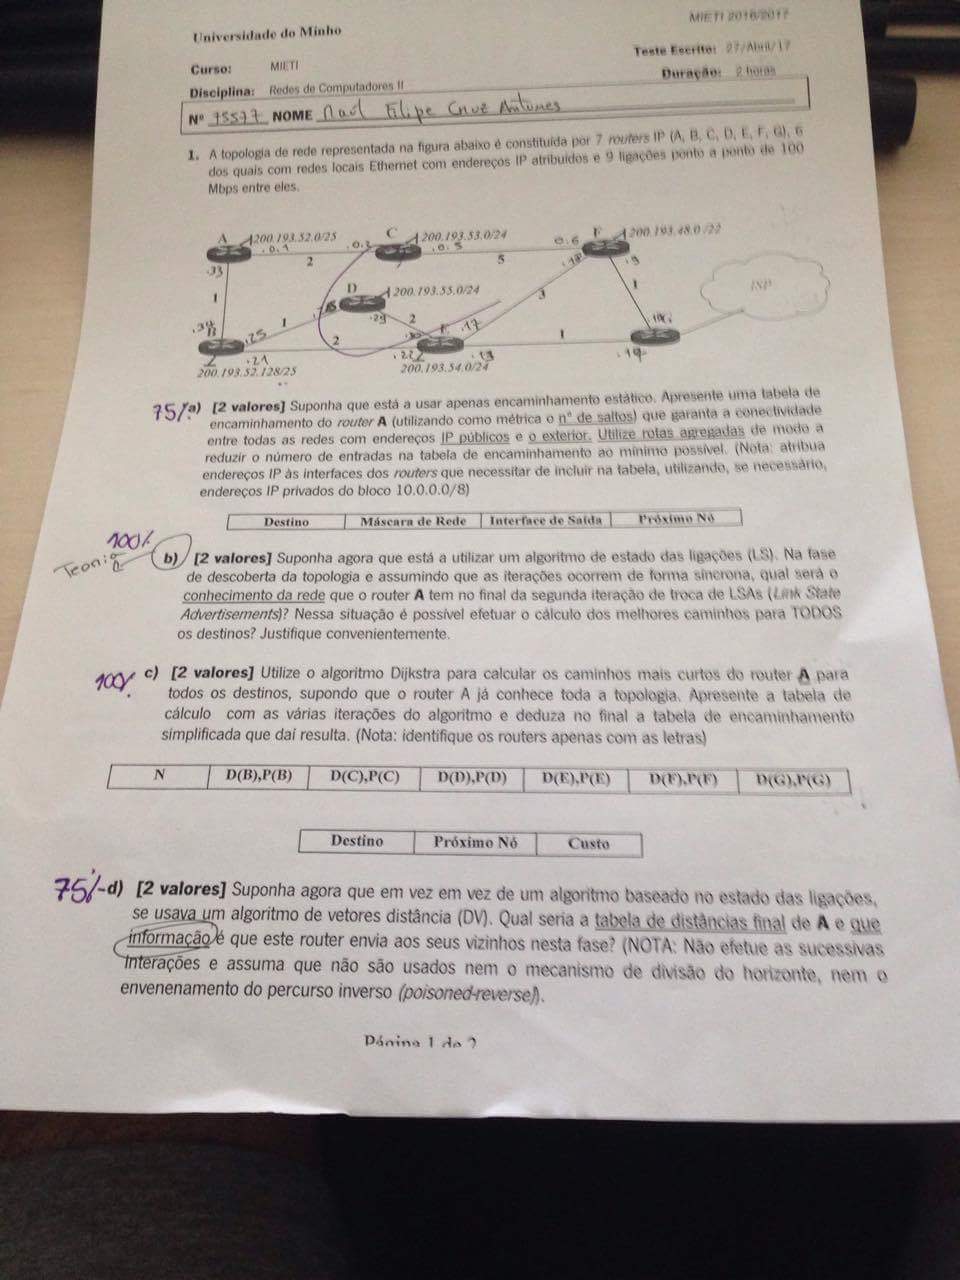 MIETI 2016/2017
Universidade do Minho
Teste Escrito: 27/Abril/17
Curso: MIETI
Duração: 2 horas
Disciplina: Redes de Computadores II
Nº 75577 NOME Raúl Filipe Cruz Antunes
1. A topologia de rede representada na figura abaixo é constituída por 7 routers IP (A, B, C, D, E, F, G), 6
dos quais com redes locais Ethernet com endereços IP atribuídos e 9 ligações ponto a ponto de 100
Mbps entre eles.
A 200.193.52.0/25 C 200.193.53.0/24 F 200.193.48.0/22
.0.1 .0.2 .0.5 0.6
2 5
.33 .18 .9
D 200.193.55.0/24 ISP
1 3 1
.34 B .25 1 .29 2 E .17
2 1
.21 .22 .13
200.193.52.128/25 200.193.54.0/24
75% a) [2 valores] Suponha que está a usar apenas encaminhamento estático. Apresente uma tabela de
encaminhamento do router A (utilizando como métrica o nº de saltos) que garanta a conectividade
entre todas as redes com endereços IP públicos e o exterior. Utilize rotas agregadas de modo a
reduzir o número de entradas na tabela de encaminhamento ao mínimo possível. (Nota: atribua
endereços IP às interfaces dos routers que necessitar de incluir na tabela, utilizando, se necessário,
endereços IP privados do bloco 10.0.0.0/8)
Destino Máscara de Rede Interface de Saída Próximo Nó
100%
b) [2 valores] Suponha agora que está a utilizar um algoritmo de estado das ligações (LS). Na fase
de descoberta da topologia e assumindo que as iterações ocorrem de forma síncrona, qual será o
conhecimento da rede que o router A tem no final da segunda iteração de troca de LSAs (Link State
Advertisements)? Nessa situação é possível efetuar o cálculo dos melhores caminhos para TODOS
os destinos? Justifique convenientemente.
100% c) [2 valores] Utilize o algoritmo Dijkstra para calcular os caminhos mais curtos do router A para
todos os destinos, supondo que o router A já conhece toda a topologia. Apresente a tabela de
cálculo com as várias iterações do algoritmo e deduza no final a tabela de encaminhamento
simplificada que daí resulta. (Nota: identifique os routers apenas com as letras)
N D(B),P(B) D(C),P(C) D(D),P(D) D(E),P(E) D(F),P(F) D(G),P(G)
Destino Próximo Nó Custo
75% d) [2 valores] Suponha agora que em vez em vez de um algoritmo baseado no estado das ligações,
se usava um algoritmo de vetores distância (DV). Qual seria a tabela de distâncias final de A e que
informação é que este router envia aos seus vizinhos nesta fase? (NOTA: Não efetue as sucessivas
interações e assuma que não são usados nem o mecanismo de divisão do horizonte, nem o
envenenamento do percurso inverso (poisoned-reverse)).
Página 1 de 2